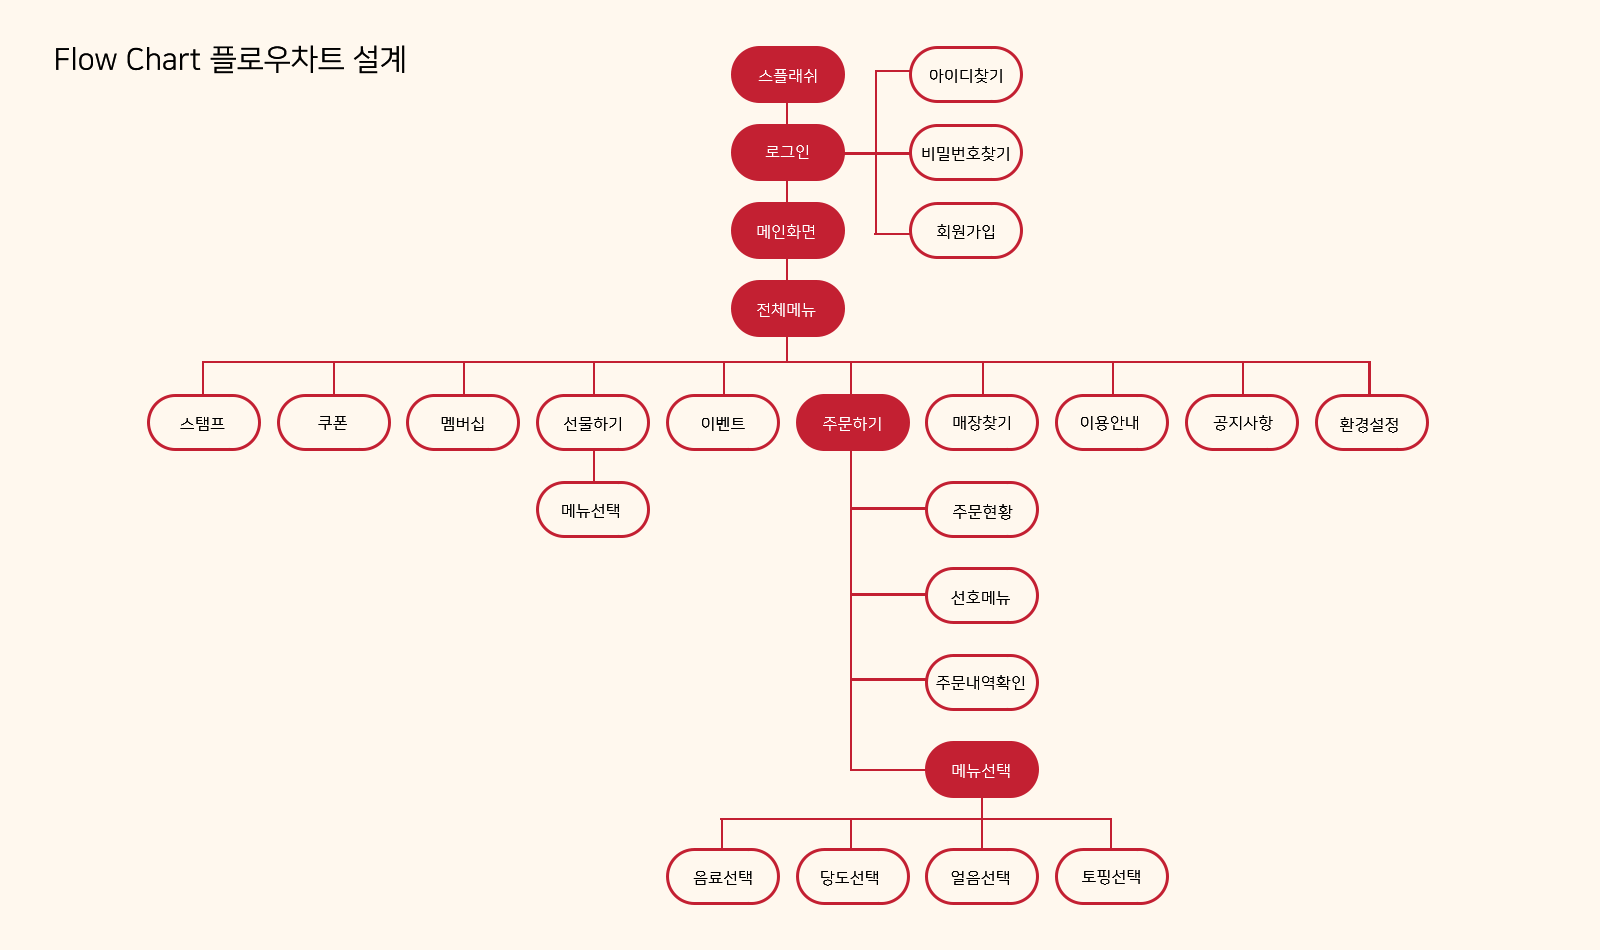 Flow Chart 플로우차트 설계
스플래쉬
아이디찾기
로그인
비밀번호찾기
메인화면
회원가입
전체메뉴
스탬프
쿠폰
멤버십
선물하기
이벤트
주문하기
매장찾기
이용안내
공지사항
환경설정
메뉴선택
주문현황
선호메뉴
주문내역확인
메뉴선택
음료선택
당도선택
얼음선택
토핑선택